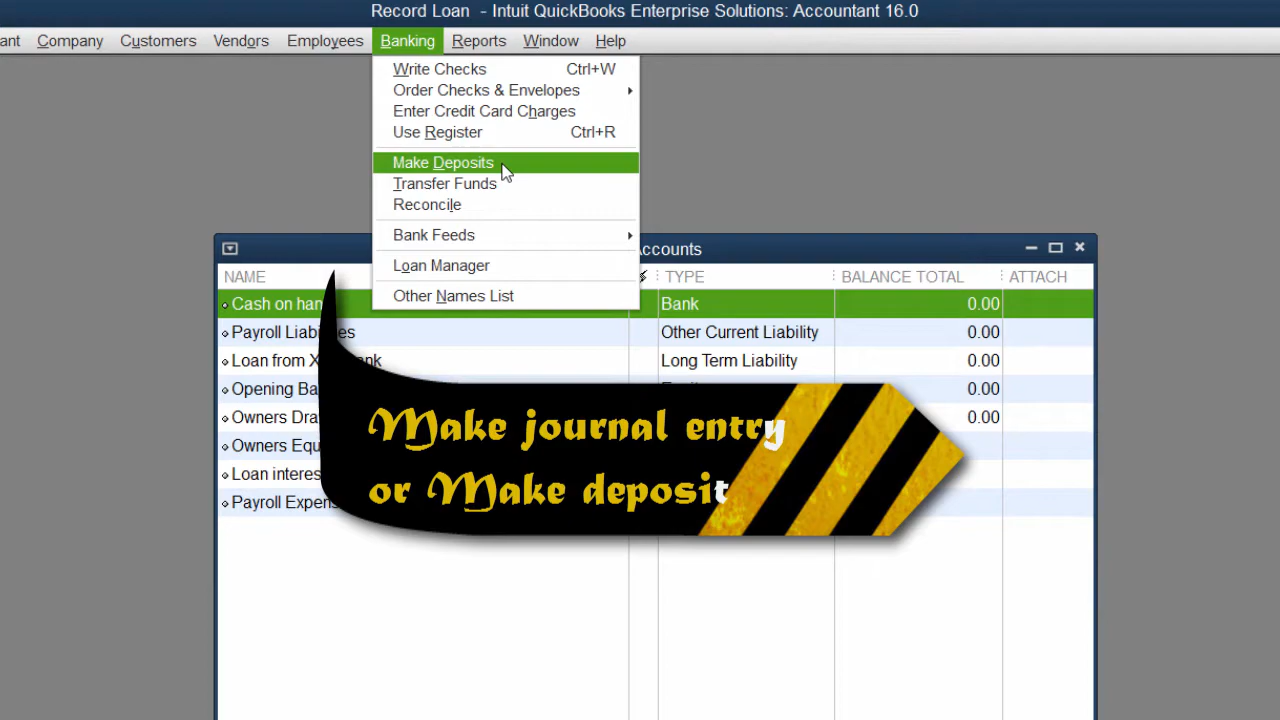 Record Loan - Intuit QuickBooks Enterprise Solutions: Accountant 16.0
ant Company Customers Vendors Employees Banking Reports Window Help
Write Checks Ctrl+W
Order Checks & Envelopes
Enter Credit Card Charges
Use Register Ctrl+R
Make Deposits
Transfer Funds
Reconcile
Bank Feeds
Loan Manager
Other Names List
Accounts
NAME TYPE BALANCE TOTAL ATTACH
Cash on han Bank 0.00
Payroll Liabilities Other Current Liability 0.00
Loan from X nk Long Term Liability 0.00
Opening Ba 0.00
Owners Dra 0.00
Owners Equ
Loan interes
Payroll Expens
Make journal entry
or Make deposit